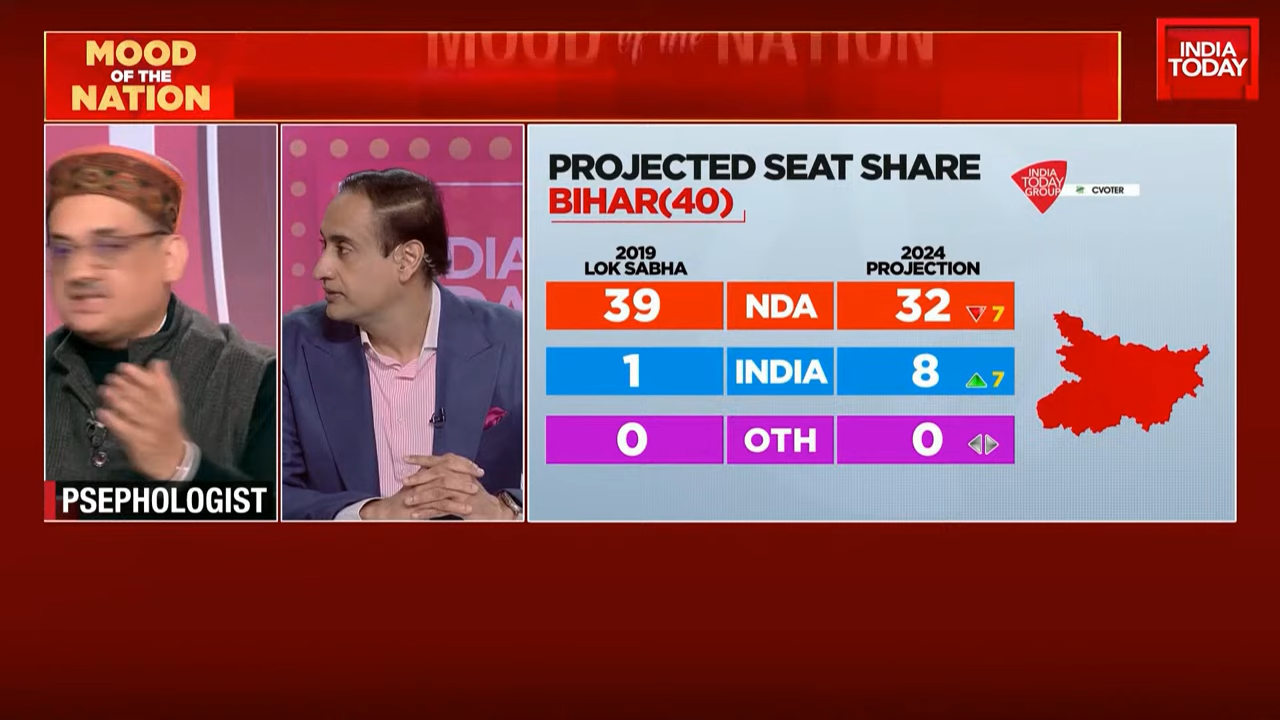 MOOD of the NATION
MOOD
OF THE
NATION
INDIA
TODAY
PSEPHOLOGIST
PROJECTED SEAT SHARE
BIHAR(40)
INDIA
TODAY
GROUP
CVOTER
2019
LOK SABHA
2024
PROJECTION
39 NDA 32 7
1 INDIA 8 7
0 OTH 0